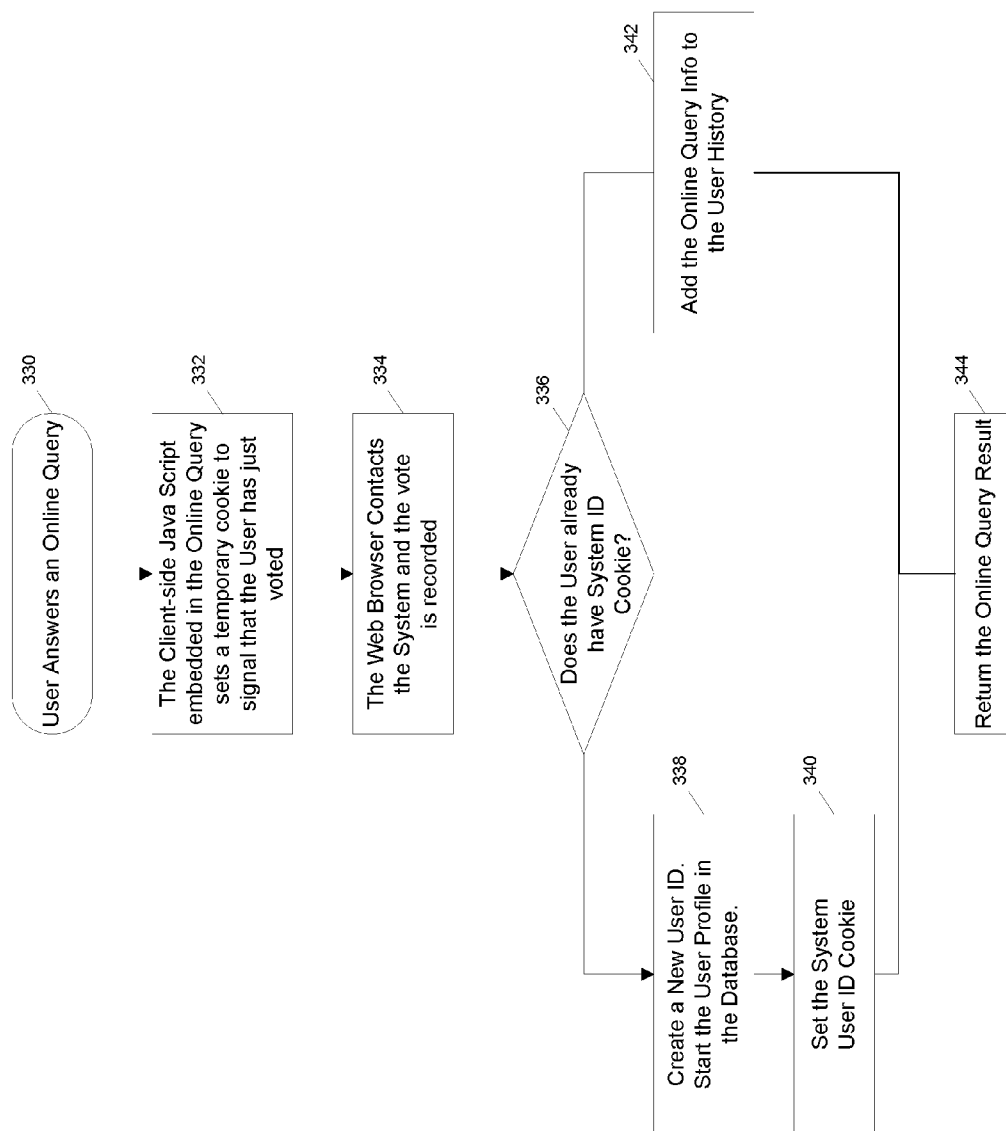 330
User Answers an Online Query
332
The Client-side Java Script
embedded in the Online Query
sets a temporary cookie to
signal that the User has just
voted
334
The Web Browser Contacts
the System and the vote
is recorded
336
Does the User already
have System ID
Cookie?
338
Create a New User ID.
Start the User Profile in
the Database.
340
Set the System
User ID Cookie
342
Add the Online Query Info to
the User History
344
Return the Online Query Result